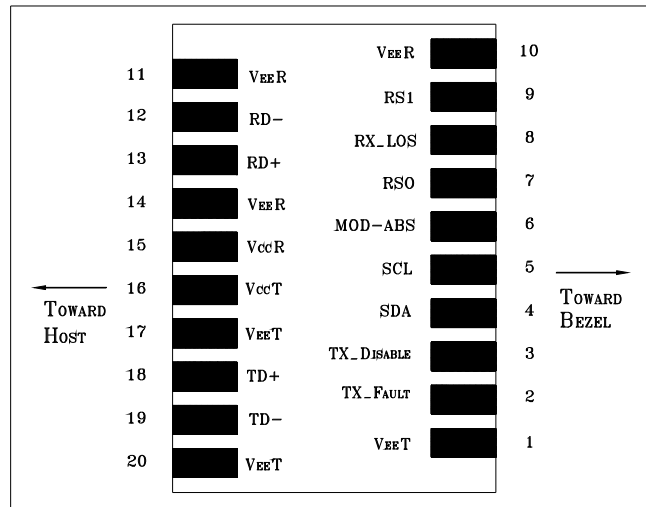 VeeR 10
11 VeeR
RS1 9
12 RD-
RX_LOS 8
13 RD+
RS0 7
14 VeeR
MOD-ABS 6
15 VccR
SCL 5
16 VccT
Toward Host
Toward Bezel
SDA 4
17 VeeT
TX_Disable 3
18 TD+
TX_Fault 2
19 TD-
VeeT 1
20 VeeT